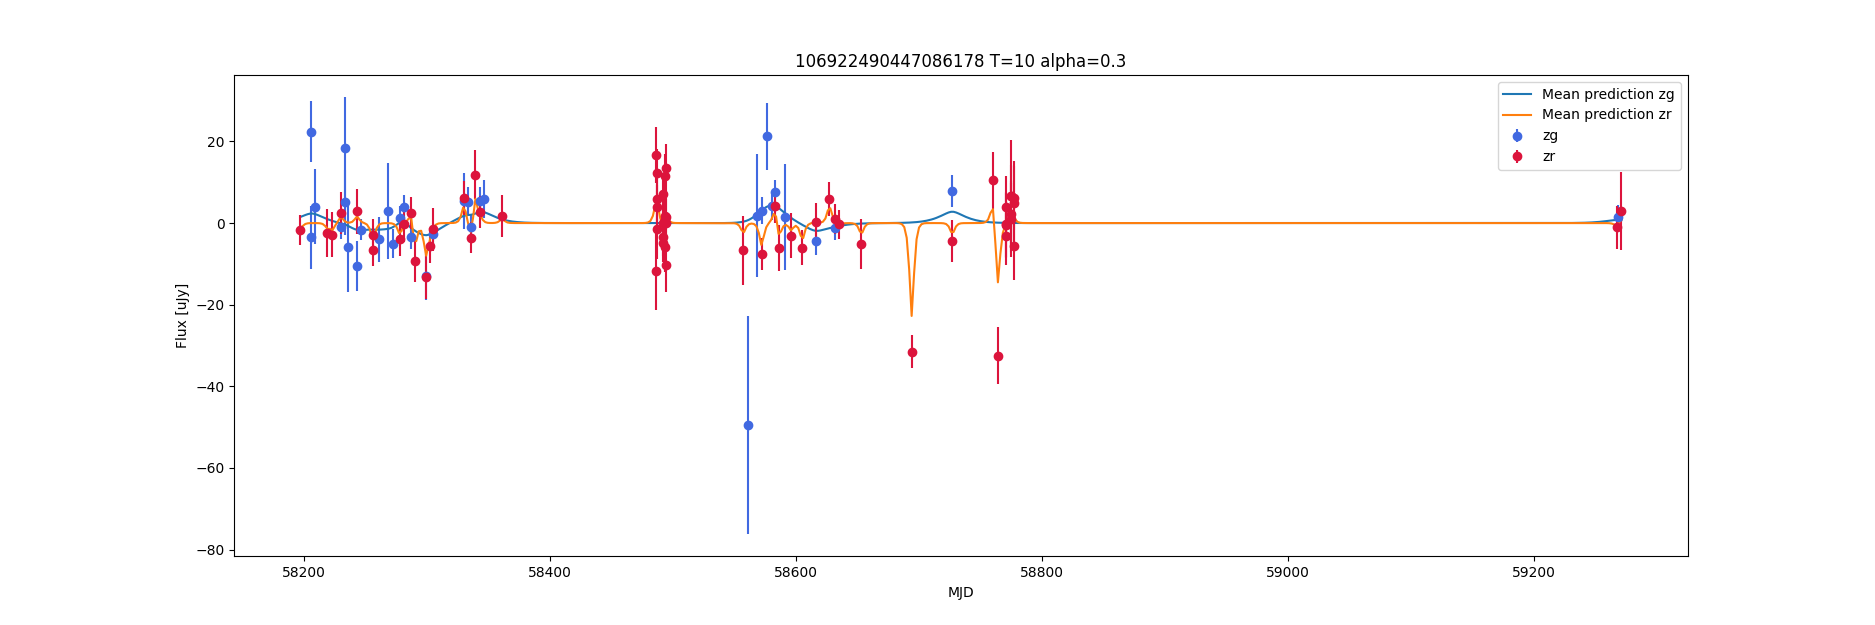 106922490447086178 T=10 alpha=0.3
Mean prediction zg
Mean prediction zr
zg
zr
20
0
−20
−40
−60
−80
Flux [uJy]
58200
58400
58600
58800
59000
59200
MJD